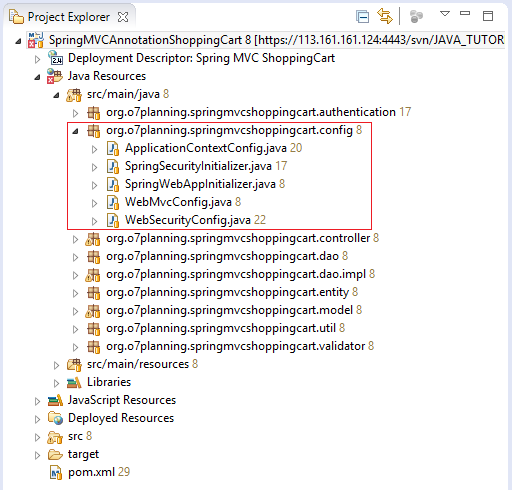 Project Explorer
SpringMVCAnnotationShoppingCart 8 [https://113.161.161.124:4443/svn/JAVA_TUTOR
Deployment Descriptor: Spring MVC ShoppingCart
Java Resources
src/main/java 8
org.o7planning.springmvcshoppingcart.authentication 17
org.o7planning.springmvcshoppingcart.config 8
ApplicationContextConfig.java 20
SpringSecurityInitializer.java 17
SpringWebAppInitializer.java 8
WebMvcConfig.java 8
WebSecurityConfig.java 22
org.o7planning.springmvcshoppingcart.controller 8
org.o7planning.springmvcshoppingcart.dao 8
org.o7planning.springmvcshoppingcart.dao.impl 8
org.o7planning.springmvcshoppingcart.entity 8
org.o7planning.springmvcshoppingcart.model 8
org.o7planning.springmvcshoppingcart.util 8
org.o7planning.springmvcshoppingcart.validator 8
src/main/resources 8
Libraries
JavaScript Resources
Deployed Resources
src 8
target
pom.xml 29